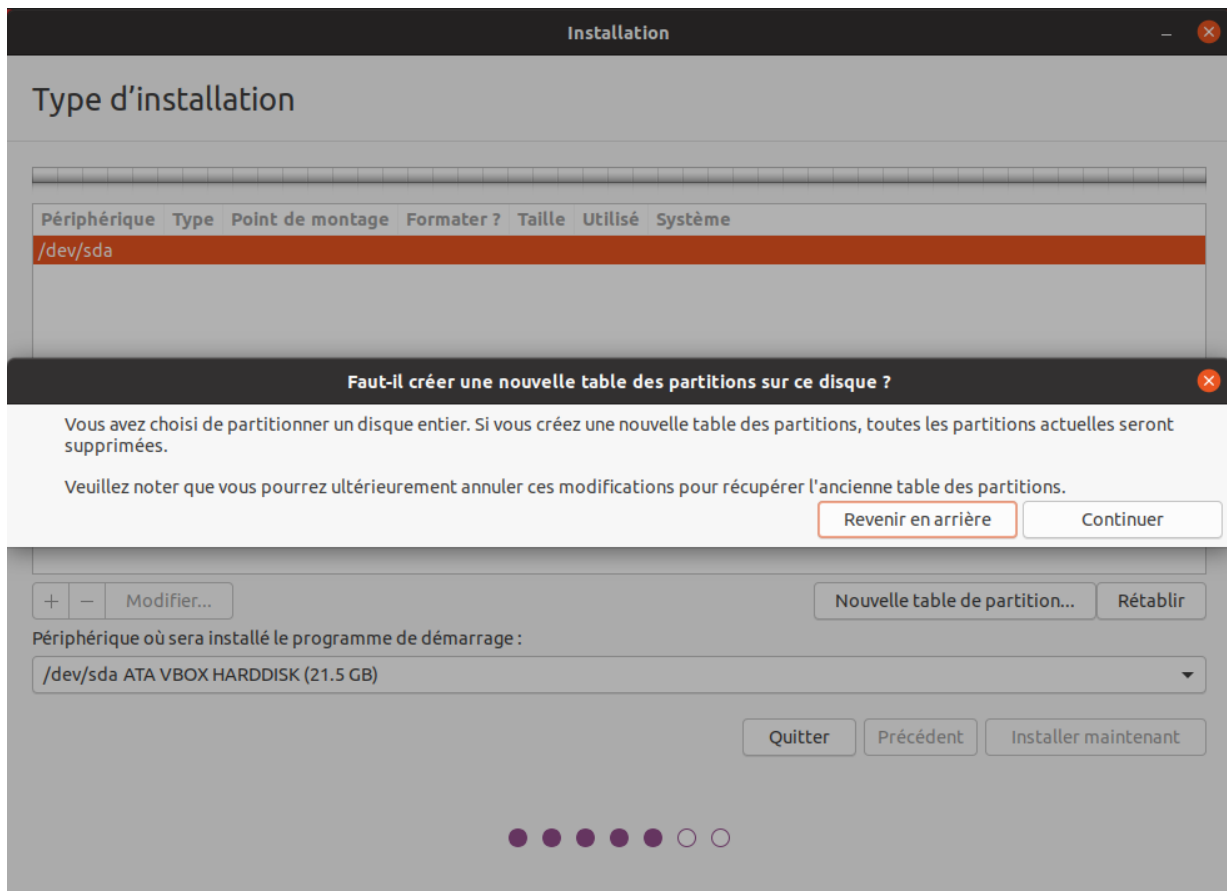 Installation
Type d’installation
Périphérique Type Point de montage Formater ? Taille Utilisé Système
/dev/sda
Faut-il créer une nouvelle table des partitions sur ce disque ?
Vous avez choisi de partitionner un disque entier. Si vous créez une nouvelle table des partitions, toutes les partitions actuelles seront
supprimées.
Veuillez noter que vous pourrez ultérieurement annuler ces modifications pour récupérer l'ancienne table des partitions.
Revenir en arrière Continuer
+ − Modifier... Nouvelle table de partition... Rétablir
Périphérique où sera installé le programme de démarrage :
/dev/sda ATA VBOX HARDDISK (21.5 GB)
Quitter Précédent Installer maintenant